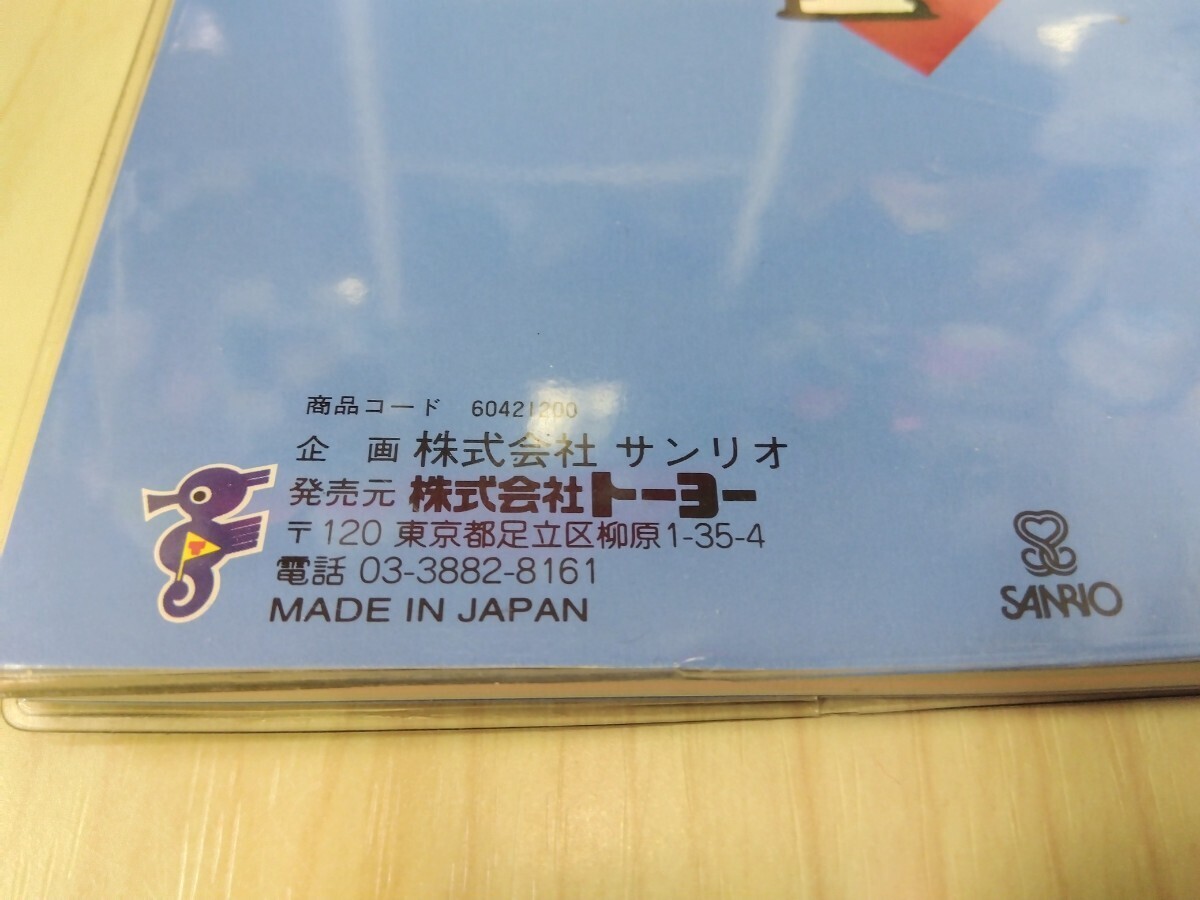 商品コード 60421200
企 画 株式会社 サンリオ
発売元 株式会社トーヨー
〒120 東京都足立区柳原1-35-4
電話 03-3882-8161
MADE IN JAPAN
SANRIO
T